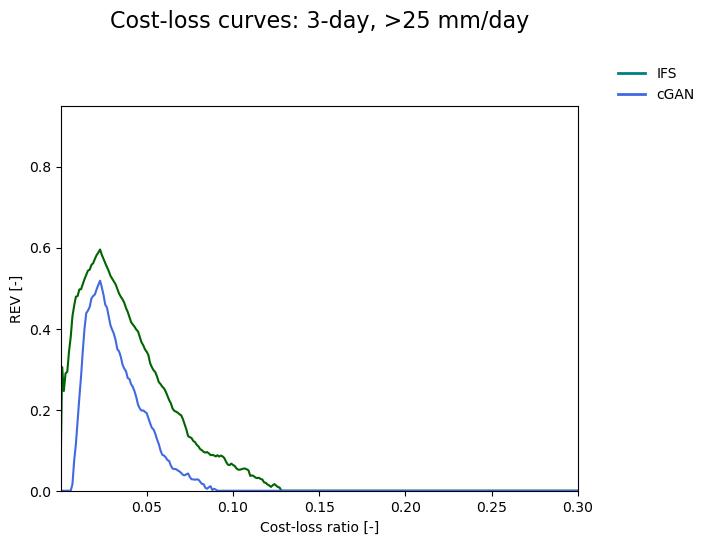 Cost-loss curves: 3-day, >25 mm/day
IFS
cGAN
REV [-]
0.8
0.6
0.4
0.2
0.0
0.05 0.10 0.15 0.20 0.25 0.30
Cost-loss ratio [-]